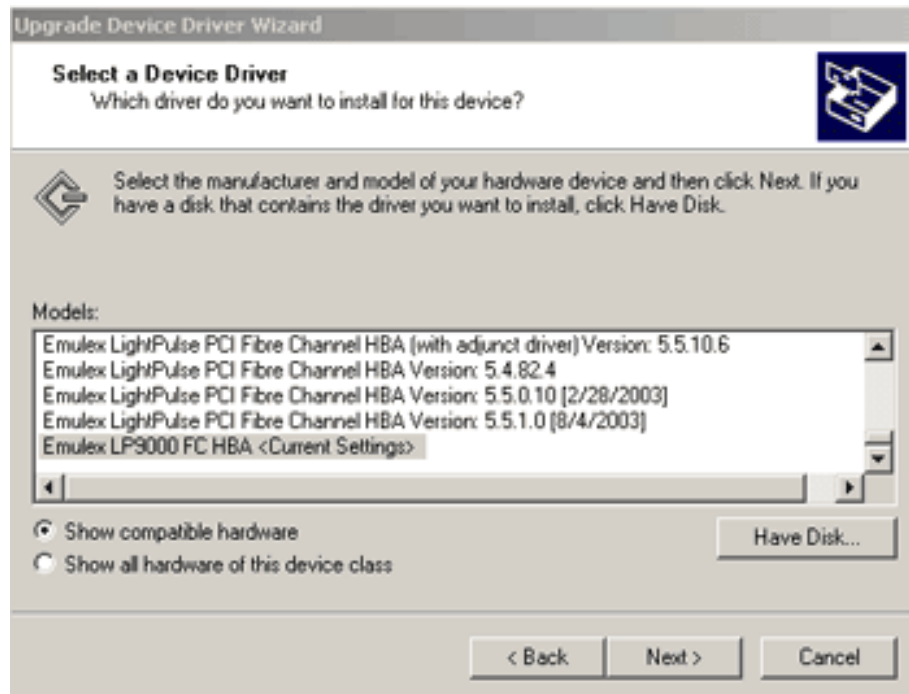 Upgrade Device Driver Wizard
Select a Device Driver
Which driver do you want to install for this device?
Select the manufacturer and model of your hardware device and then click Next. If you
have a disk that contains the driver you want to install, click Have Disk.
Models:
Emulex LightPulse PCI Fibre Channel HBA (with adjunct driver) Version: 5.5.10.6
Emulex LightPulse PCI Fibre Channel HBA Version: 5.4.82.4
Emulex LightPulse PCI Fibre Channel HBA Version: 5.5.0.10 [2/28/2003]
Emulex LightPulse PCI Fibre Channel HBA Version: 5.5.1.0 [8/4/2003]
Emulex LP9000 FC HBA <Current Settings>
Show compatible hardware
Have Disk...
Show all hardware of this device class
< Back
Next >
Cancel